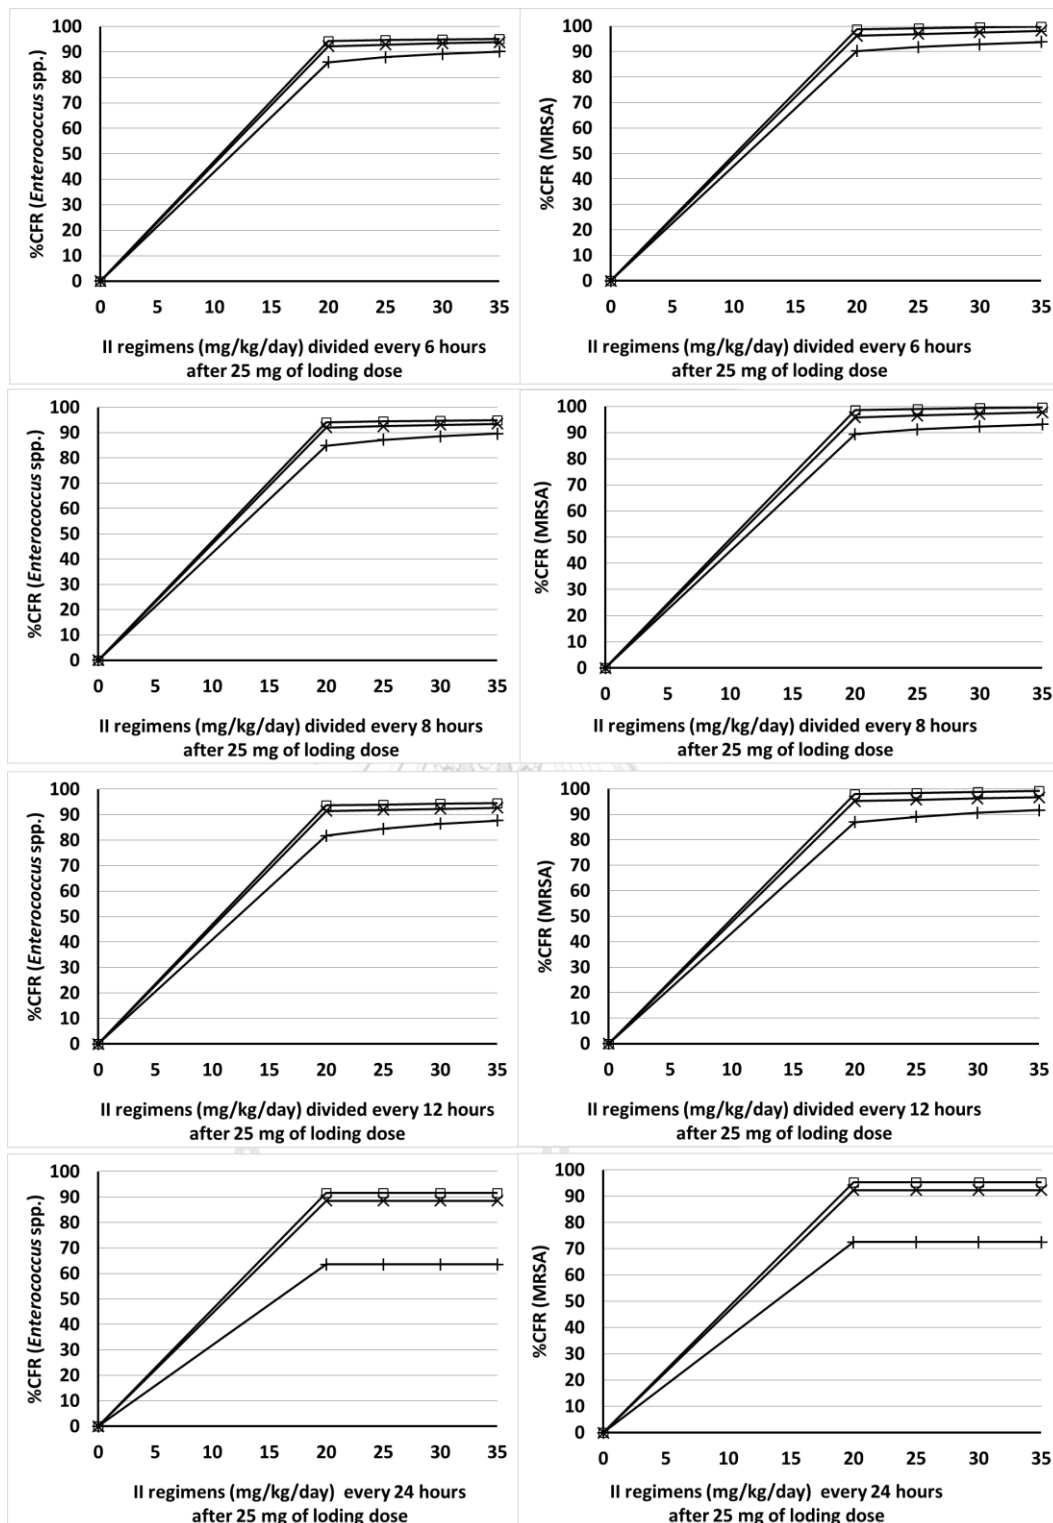 100
90
80
70
60
50
40
30
20
10
0
%CFR (Enterococcus spp.)
0 5 10 15 20 25 30 35
II regimens (mg/kg/day) divided every 6 hours
after 25 mg of loding dose
100
90
80
70
60
50
40
30
20
10
0
%CFR (MRSA)
0 5 10 15 20 25 30 35
II regimens (mg/kg/day) divided every 6 hours
after 25 mg of loding dose
100
90
80
70
60
50
40
30
20
10
0
%CFR (Enterococcus spp.)
0 5 10 15 20 25 30 35
II regimens (mg/kg/day) divided every 8 hours
after 25 mg of loding dose
100
90
80
70
60
50
40
30
20
10
0
%CFR (MRSA)
0 5 10 15 20 25 30 35
II regimens (mg/kg/day) divided every 8 hours
after 25 mg of loding dose
100
90
80
70
60
50
40
30
20
10
0
%CFR (Enterococcus spp.)
0 5 10 15 20 25 30 35
II regimens (mg/kg/day) divided every 12 hours
after 25 mg of loding dose
100
90
80
70
60
50
40
30
20
10
0
%CFR (MRSA)
0 5 10 15 20 25 30 35
II regimens (mg/kg/day) divided every 12 hours
after 25 mg of loding dose
100
90
80
70
60
50
40
30
20
10
0
%CFR (Enterococcus spp.)
0 5 10 15 20 25 30 35
II regimens (mg/kg/day) every 24 hours
after 25 mg of loding dose
100
90
80
70
60
50
40
30
20
10
0
%CFR (MRSA)
0 5 10 15 20 25 30 35
II regimens (mg/kg/day) every 24 hours
after 25 mg of loding dose